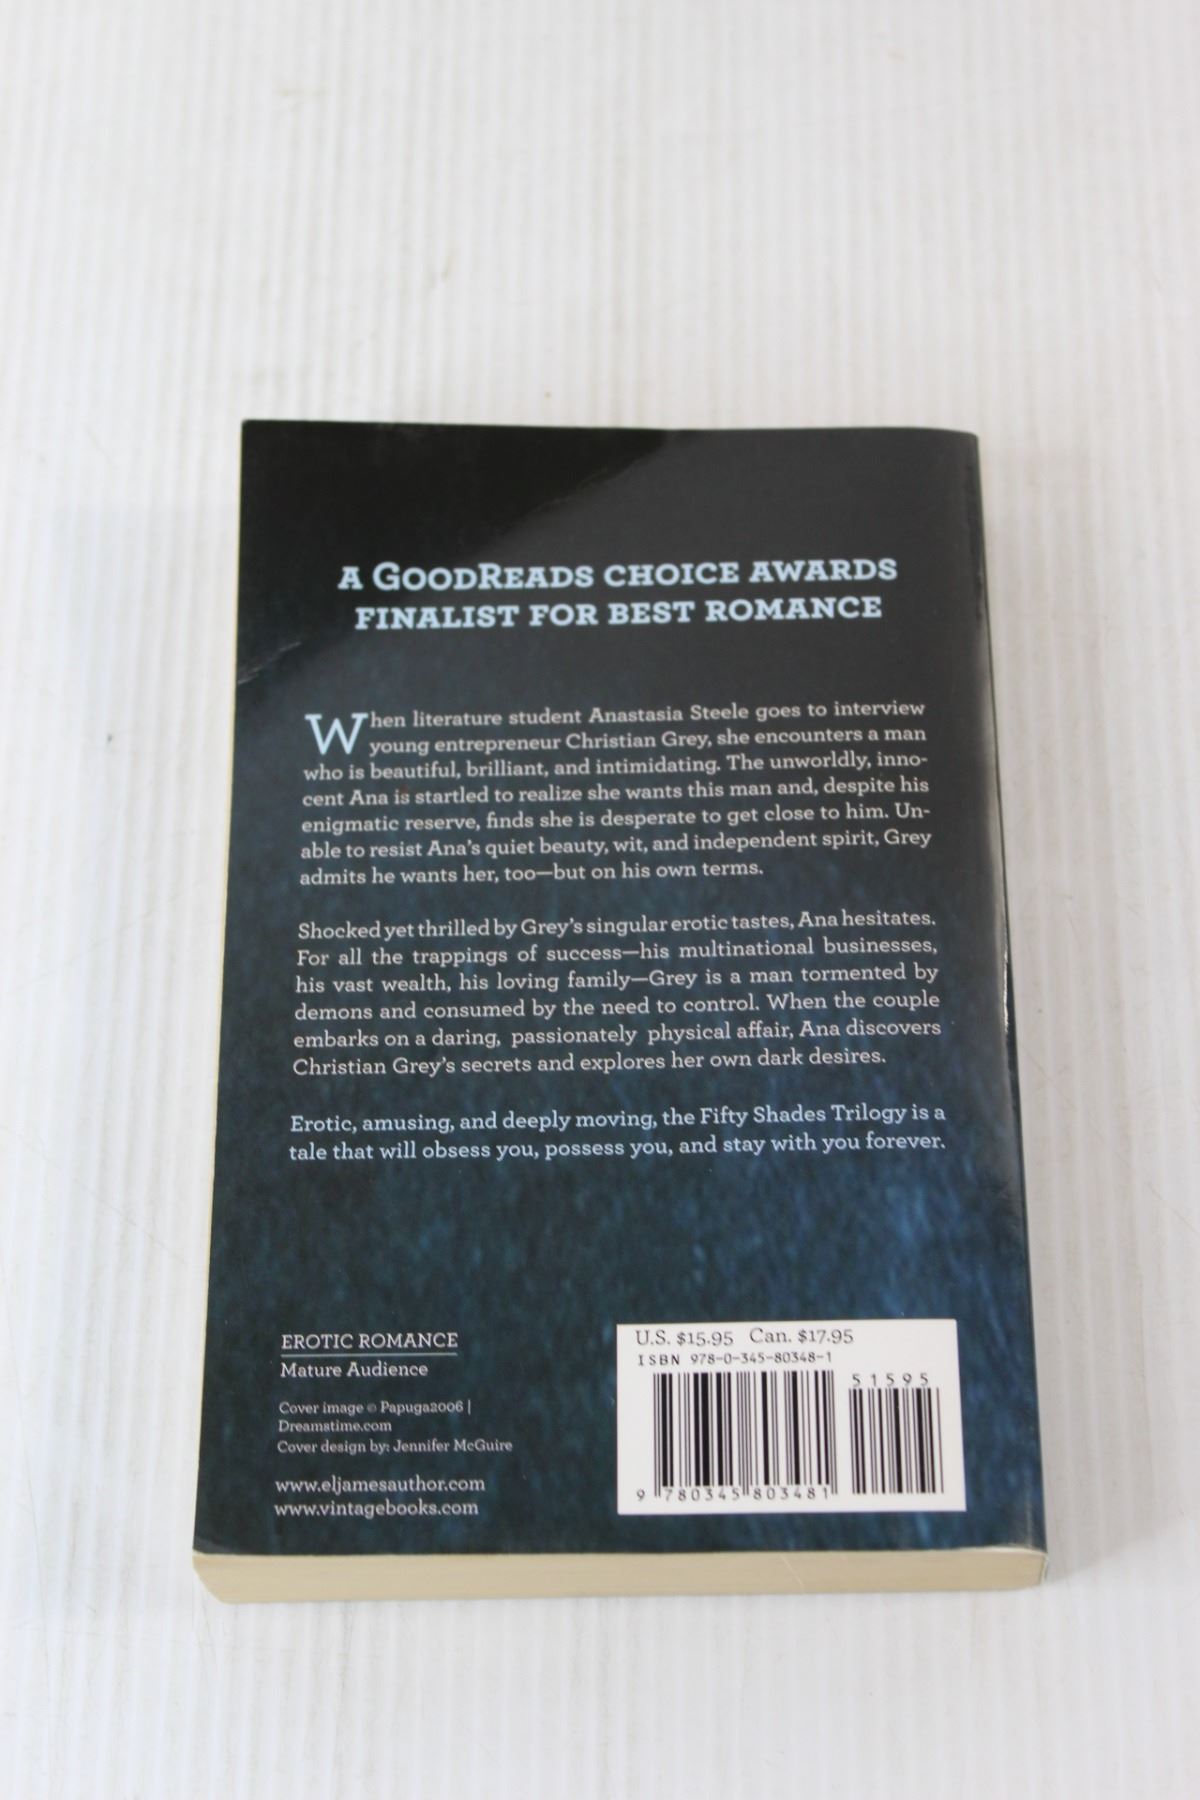 A GOODREADS CHOICE AWARDS
FINALIST FOR BEST ROMANCE
When literature student Anastasia Steele goes to interview
young entrepreneur Christian Grey, she encounters a man
who is beautiful, brilliant, and intimidating. The unworldly, inno-
cent Ana is startled to realize she wants this man and, despite his
enigmatic reserve, finds she is desperate to get close to him. Un-
able to resist Ana's quiet beauty, wit, and independent spirit, Grey
admits he wants her, too—but on his own terms.
Shocked yet thrilled by Grey's singular erotic tastes, Ana hesitates.
For all the trappings of success—his multinational businesses,
his vast wealth, his loving family—Grey is a man tormented by
demons and consumed by the need to control. When the couple
embarks on a daring, passionately physical affair, Ana discovers
Christian Grey's secrets and explores her own dark desires.
Erotic, amusing, and deeply moving, the Fifty Shades Trilogy is a
tale that will obsess you, possess you, and stay with you forever.
EROTIC ROMANCE
Mature Audience
Cover image © Papuga2006 |
Dreamstime.com
Cover design by: Jennifer McGuire
www.eljamesauthor.com
www.vintagebooks.com
U.S. $15.95 Can. $17.95
ISBN 978-0-345-80348-1
51595
9 780345 803481